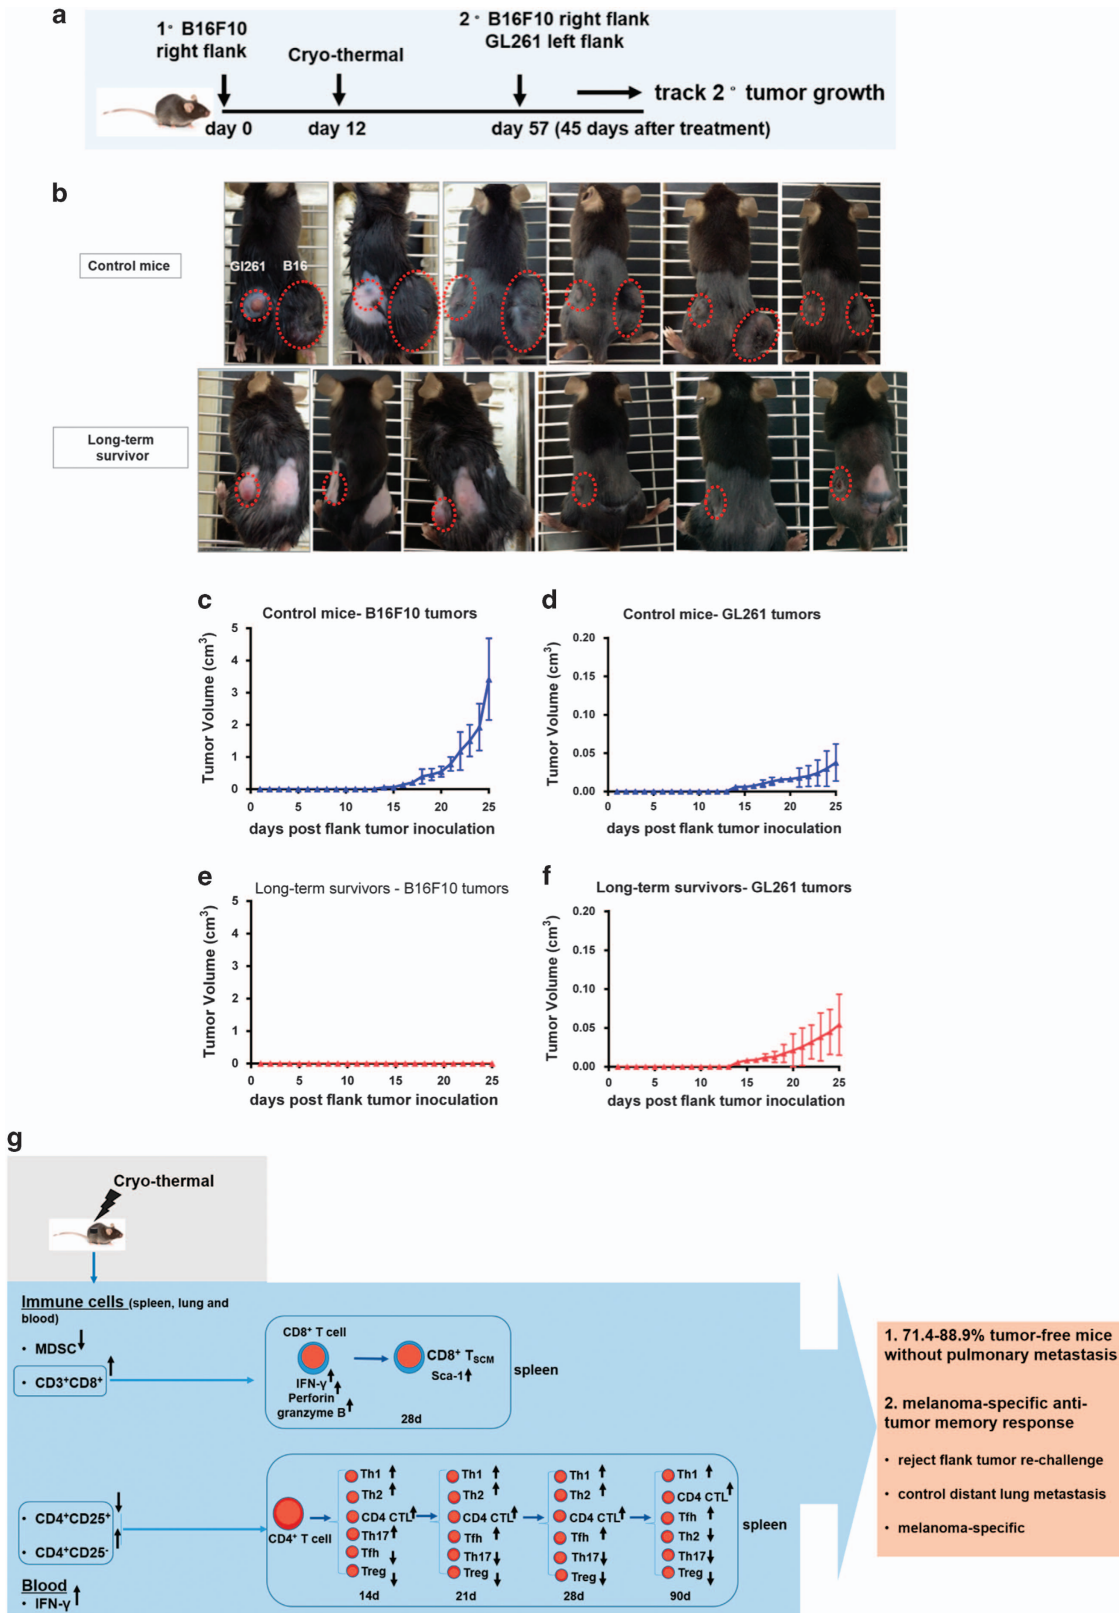 a
1° B16F10
right flank
Cryo-thermal
2° B16F10 right flank
GL261 left flank
track 2° tumor growth
day 0
day 12
day 57 (45 days after treatment)
b
Control mice
Gl261
B16
Long-term
survivor
c
Control mice- B16F10 tumors
Tumor Volume (cm³)
5
4
3
2
1
0
0
5
10
15
20
25
days post flank tumor inoculation
d
Control mice- GL261 tumors
Tumor Volume (cm³)
0.20
0.15
0.10
0.05
0.00
0
5
10
15
20
25
days post flank tumor inoculation
e
Long-term survivors - B16F10 tumors
Tumor Volume (cm³)
5
4
3
2
1
0
0
5
10
15
20
25
days post flank tumor inoculation
f
Long-term survivors- GL261 tumors
Tumor Volume (cm³)
0.20
0.15
0.10
0.05
0.00
0
5
10
15
20
25
days post flank tumor inoculation
g
Cryo-thermal
Immune cells (spleen, lung and
blood)
• MDSC ↓
• CD3⁺CD8⁺ ↑
CD8⁺ T cell
IFN-γ ↑
Perforin ↑
granzyme B ↑
CD8⁺ T_SCM
Sca-1 ↑
28d
spleen
• CD4⁺CD25⁺ ↓
• CD4⁺CD25⁻ ↑
Blood
• IFN-γ ↑
CD4⁺ T cell
Th1 ↑
Th2 ↑
CD4 CTL ↑
Th17 ↑
Tfh ↓
Treg ↓
14d
Th1 ↑
Th2 ↑
CD4 CTL ↑
Tfh ↑
Th17 ↓
Treg ↓
21d
Th1 ↑
Th2 ↑
CD4 CTL ↑
Tfh ↑
Th17 ↓
Treg ↓
28d
Th1 ↑
CD4 CTL ↑
Tfh ↑
Th2 ↓
Th17 ↓
Treg ↓
90d
spleen
1. 71.4-88.9% tumor-free mice
without pulmonary metastasis
2. melanoma-specific anti-
tumor memory response
• reject flank tumor re-challenge
• control distant lung metastasis
• melanoma-specific